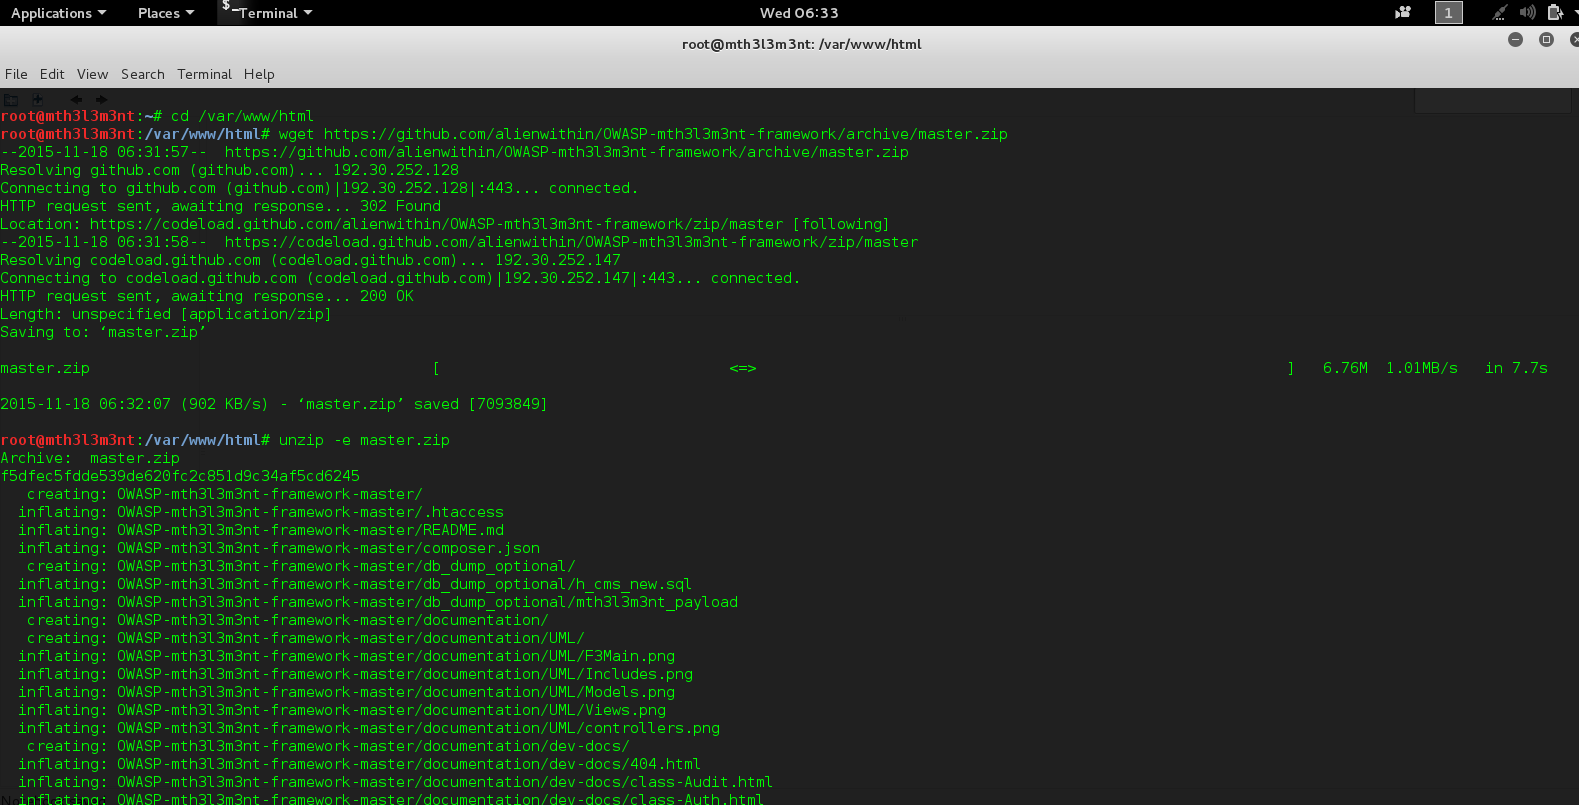 Applications Places $_Terminal Wed 06:33 1
root@mth3l3m3nt: /var/www/html
File Edit View Search Terminal Help
root@mth3l3m3nt:~# cd /var/www/html
root@mth3l3m3nt:/var/www/html# wget https://github.com/alienwithin/OWASP-mth3l3m3nt-framework/archive/master.zip
--2015-11-18 06:31:57-- https://github.com/alienwithin/OWASP-mth3l3m3nt-framework/archive/master.zip
Resolving github.com (github.com)... 192.30.252.128
Connecting to github.com (github.com)|192.30.252.128|:443... connected.
HTTP request sent, awaiting response... 302 Found
Location: https://codeload.github.com/alienwithin/OWASP-mth3l3m3nt-framework/zip/master [following]
--2015-11-18 06:31:58-- https://codeload.github.com/alienwithin/OWASP-mth3l3m3nt-framework/zip/master
Resolving codeload.github.com (codeload.github.com)... 192.30.252.147
Connecting to codeload.github.com (codeload.github.com)|192.30.252.147|:443... connected.
HTTP request sent, awaiting response... 200 OK
Length: unspecified [application/zip]
Saving to: ‘master.zip’
master.zip [ <=> ] 6.76M 1.01MB/s in 7.7s
2015-11-18 06:32:07 (902 KB/s) - ‘master.zip’ saved [7093849]
root@mth3l3m3nt:/var/www/html# unzip -e master.zip
Archive: master.zip
f5dfec5fdde539de620fc2c851d9c34af5cd6245
creating: OWASP-mth3l3m3nt-framework-master/
inflating: OWASP-mth3l3m3nt-framework-master/.htaccess
inflating: OWASP-mth3l3m3nt-framework-master/README.md
inflating: OWASP-mth3l3m3nt-framework-master/composer.json
creating: OWASP-mth3l3m3nt-framework-master/db_dump_optional/
inflating: OWASP-mth3l3m3nt-framework-master/db_dump_optional/h_cms_new.sql
inflating: OWASP-mth3l3m3nt-framework-master/db_dump_optional/mth3l3m3nt_payload
creating: OWASP-mth3l3m3nt-framework-master/documentation/
creating: OWASP-mth3l3m3nt-framework-master/documentation/UML/
inflating: OWASP-mth3l3m3nt-framework-master/documentation/UML/F3Main.png
inflating: OWASP-mth3l3m3nt-framework-master/documentation/UML/Includes.png
inflating: OWASP-mth3l3m3nt-framework-master/documentation/UML/Models.png
inflating: OWASP-mth3l3m3nt-framework-master/documentation/UML/Views.png
inflating: OWASP-mth3l3m3nt-framework-master/documentation/UML/controllers.png
creating: OWASP-mth3l3m3nt-framework-master/documentation/dev-docs/
inflating: OWASP-mth3l3m3nt-framework-master/documentation/dev-docs/404.html
inflating: OWASP-mth3l3m3nt-framework-master/documentation/dev-docs/class-Audit.html
inflating: OWASP-mth3l3m3nt-framework-master/documentation/dev-docs/class-Auth.html